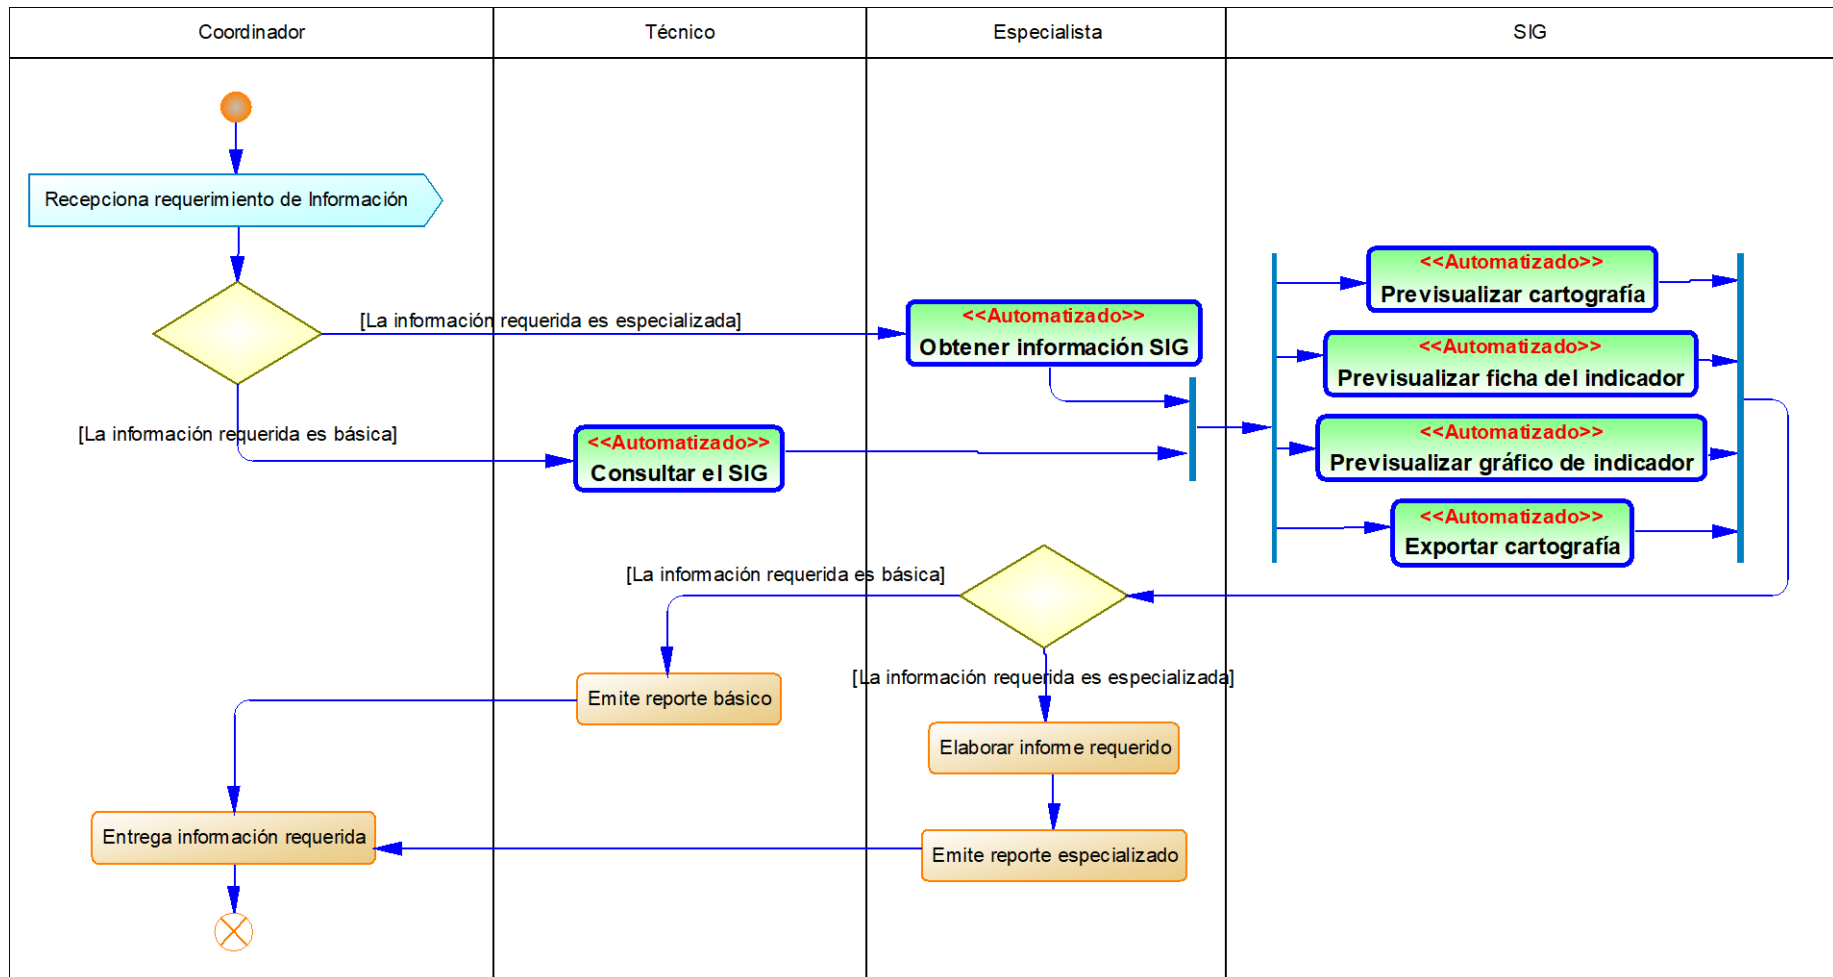 Coordinador
Técnico
Especialista
SIG
Recepciona requerimiento de Información
[La información requerida es especializada]
[La información requerida es básica]
<<Automatizado>>
Consultar el SIG
<<Automatizado>>
Obtener información SIG
<<Automatizado>>
Previsualizar cartografía
<<Automatizado>>
Previsualizar ficha del indicador
<<Automatizado>>
Previsualizar gráfico de indicador
<<Automatizado>>
Exportar cartografía
[La información requerida es básica]
[La información requerida es especializada]
Emite reporte básico
Elaborar informe requerido
Entrega información requerida
Emite reporte especializado